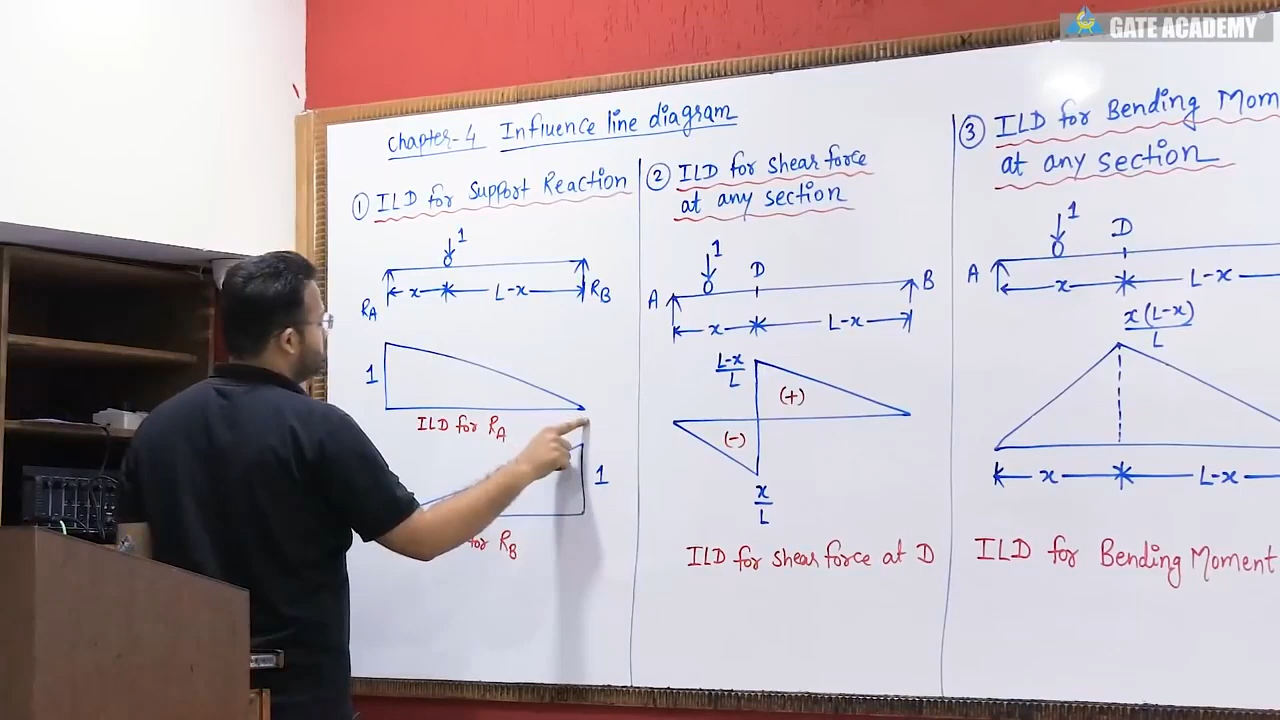 GATE ACADEMY
Chapter-4 Influence line diagram
① ILD for Support Reaction
1
RA
x
L-x
RB
1
ILD for RA
1
for RB
② ILD for shear force
at any section
1
D
A
B
x
L-x
L-x/L
(+)
(-)
x/L
ILD for shear force at D
③ ILD for Bending Mom
at any section
1
D
A
x
L-x
x(L-x)/L
x
L-x
ILD for Bending Moment